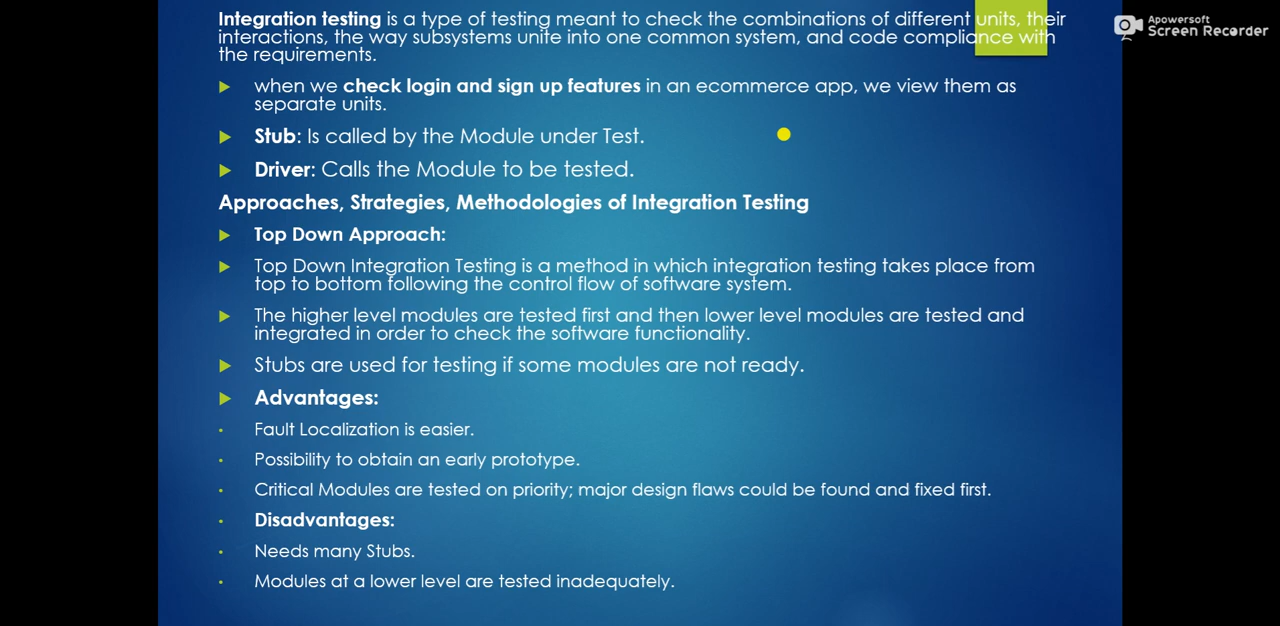 Integration testing is a type of testing meant to check the combinations of different units, their
interactions, the way subsystems unite into one common system, and code compliance with
the requirements.
when we check login and sign up features in an ecommerce app, we view them as
separate units.
Stub: Is called by the Module under Test.
Driver: Calls the Module to be tested.
Approaches, Strategies, Methodologies of Integration Testing
Top Down Approach:
Top Down Integration Testing is a method in which integration testing takes place from
top to bottom following the control flow of software system.
The higher level modules are tested first and then lower level modules are tested and
integrated in order to check the software functionality.
Stubs are used for testing if some modules are not ready.
Advantages:
Fault Localization is easier.
Possibility to obtain an early prototype.
Critical Modules are tested on priority; major design flaws could be found and fixed first.
Disadvantages:
Needs many Stubs.
Modules at a lower level are tested inadequately.
Apowersoft
Screen Recorder